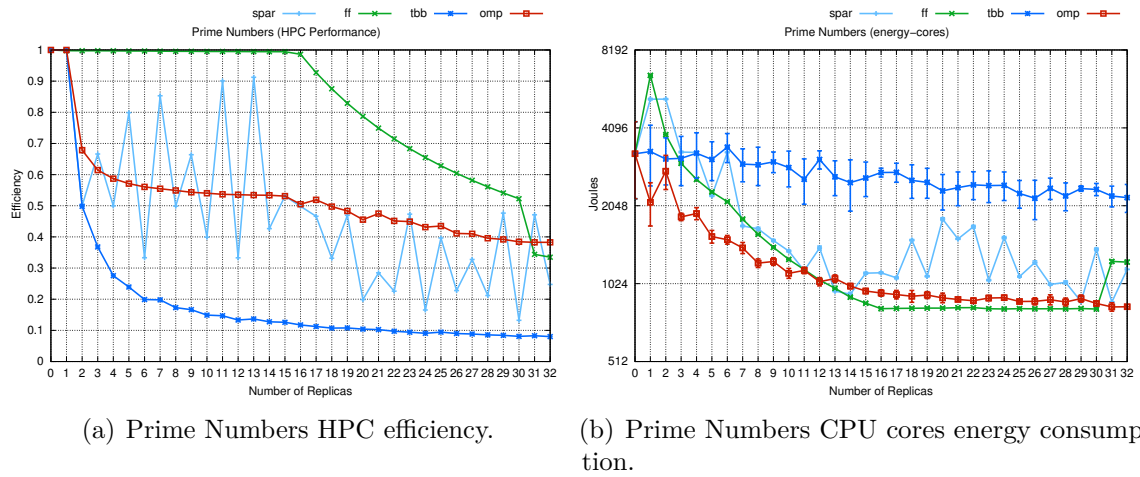 spar ff tbb omp
Prime Numbers (HPC Performance)
1
0.9
0.8
0.7
0.6
0.5
0.4
0.3
0.2
0.1
0
Efficiency
0 1 2 3 4 5 6 7 8 9 10 11 12 13 14 15 16 17 18 19 20 21 22 23 24 25 26 27 28 29 30 31 32
Number of Replicas
(a) Prime Numbers HPC efficiency.
spar ff tbb omp
Prime Numbers (energy-cores)
8192
4096
2048
1024
512
Joules
0 1 2 3 4 5 6 7 8 9 10 11 12 13 14 15 16 17 18 19 20 21 22 23 24 25 26 27 28 29 30 31 32
Number of Replicas
(b) Prime Numbers CPU cores energy consump
tion.